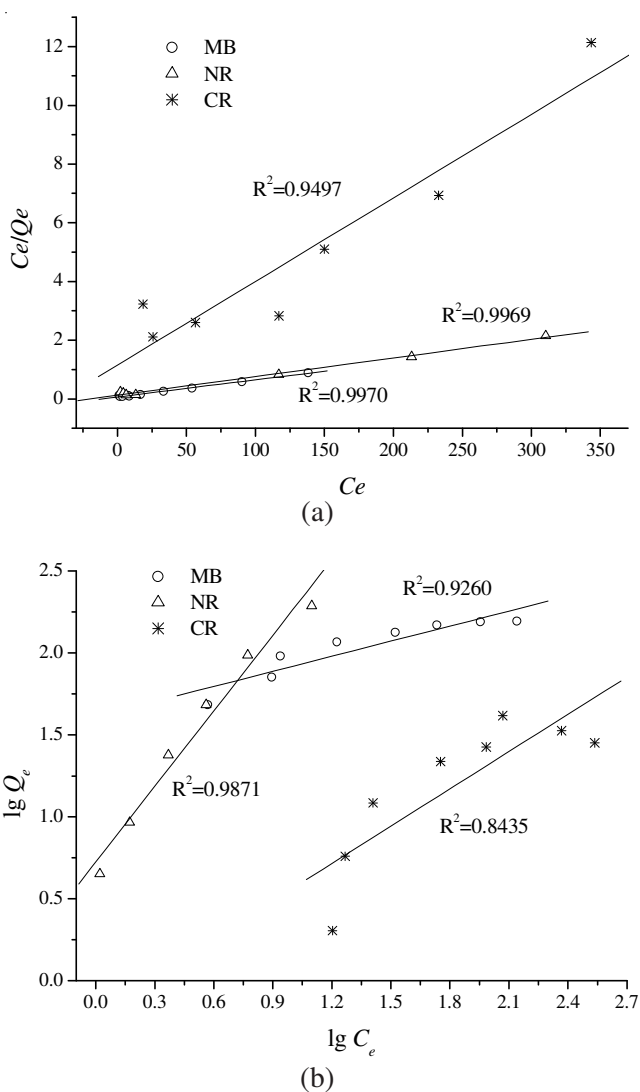 MB
NR
CR
12
10
8
6
4
2
0
R²=0.9497
R²=0.9969
R²=0.9970
Ce/Qe
0 50 100 150 200 250 300 350
Ce
(a)
MB
NR
CR
2.5
2.0
1.5
1.0
0.5
0.0
R²=0.9260
R²=0.9871
R²=0.8435
lg Qₑ
0.0 0.3 0.6 0.9 1.2 1.5 1.8 2.1 2.4 2.7
lg Cₑ
(b)